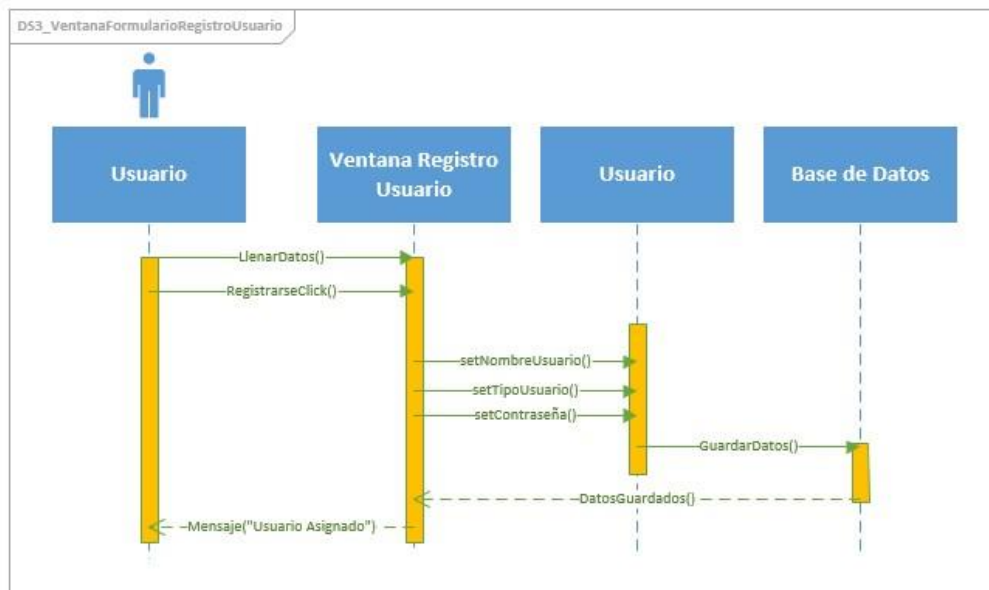 DS3_VentanaFormularioRegistroUsuario
Usuario
Ventana Registro
Usuario
Usuario
Base de Datos
LlenarDatos()
RegistrarseClick()
setNombreUsuario()
setTipoUsuario()
setContraseña()
GuardarDatos()
DatosGuardados()
Mensaje("Usuario Asignado")